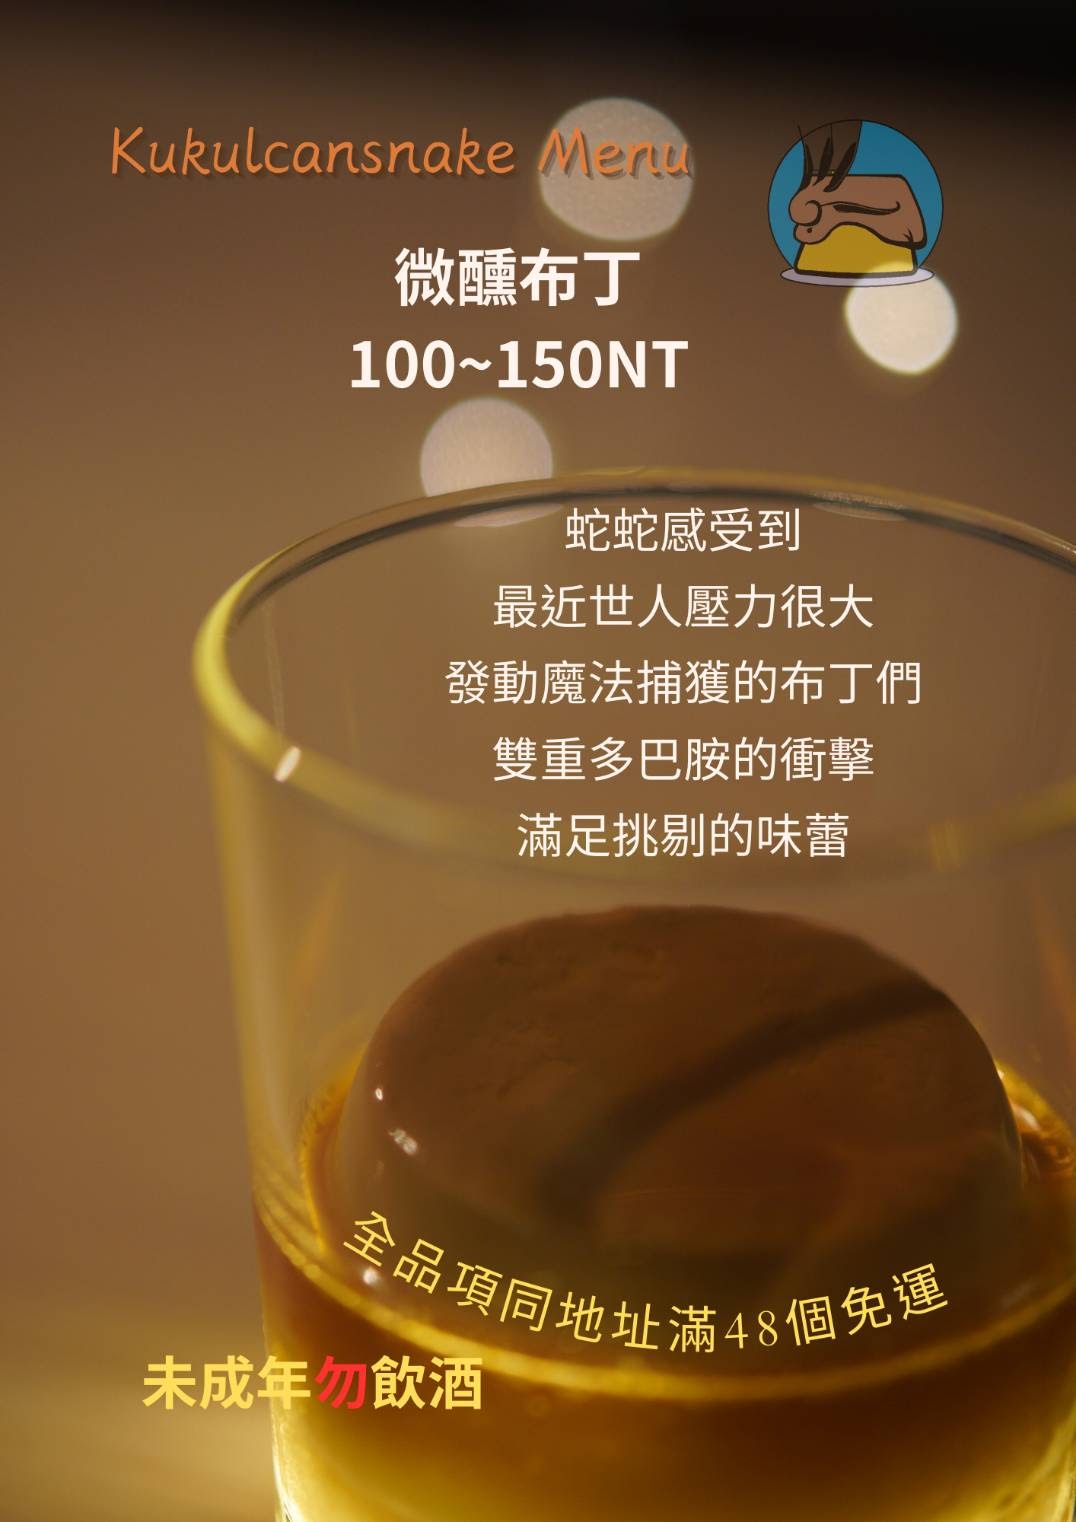 Kukulcansnake Menu
微醺布丁
100~150NT
蛇蛇感受到
最近世人壓力很大
發動魔法捕獲的布丁們
雙重多巴胺的衝擊
滿足挑剔的味蕾
全品項同地址滿48個免運
未成年勿飲酒